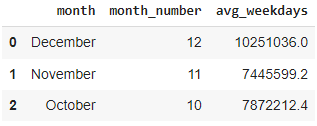 month month_number avg_weekdays
0 December 12 10251036.0
1 November 11 7445599.2
2 October 10 7872212.4